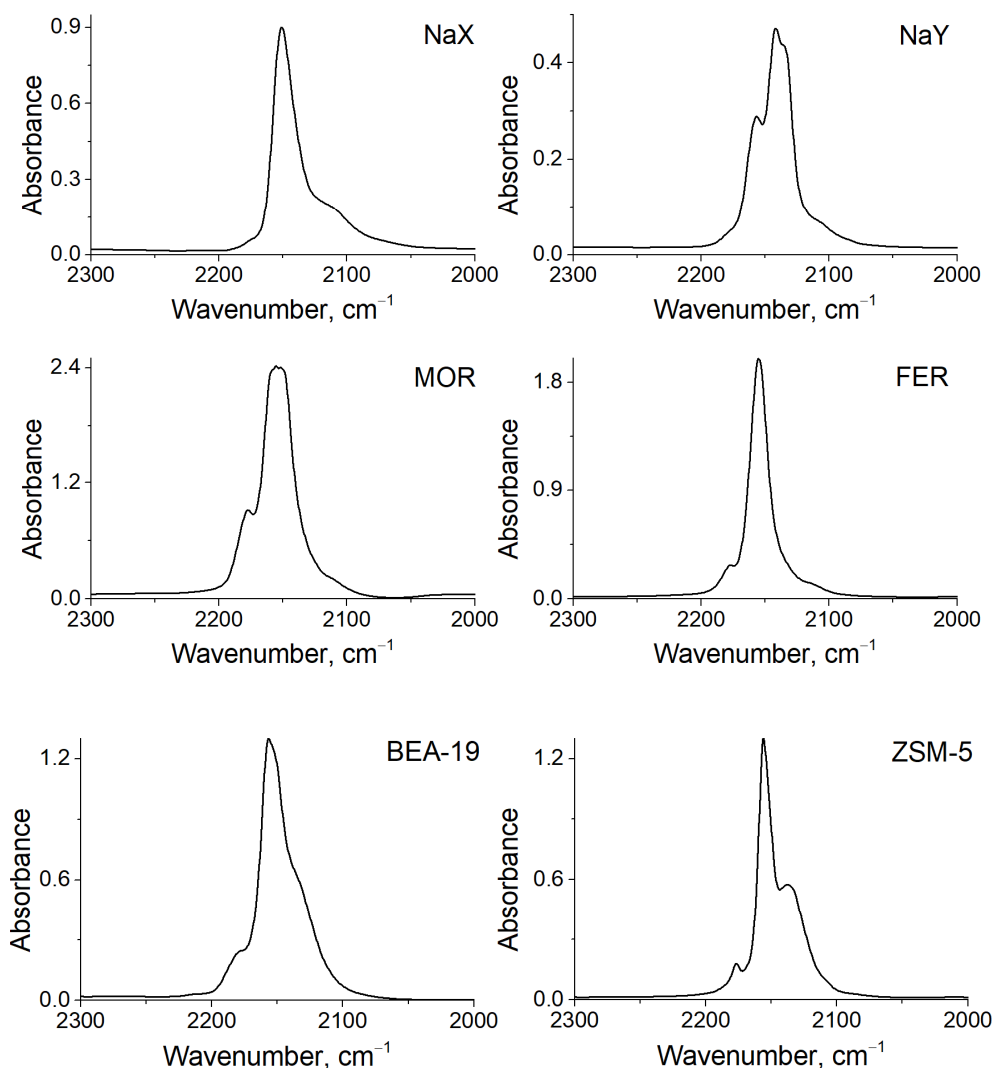 NaX
Absorbance
0.9
0.6
0.3
0.0
2300 2200 2100 2000
Wavenumber, cm⁻¹
NaY
Absorbance
0.4
0.2
0.0
2300 2200 2100 2000
Wavenumber, cm⁻¹
MOR
Absorbance
2.4
1.2
0.0
2300 2200 2100 2000
Wavenumber, cm⁻¹
FER
Absorbance
1.8
0.9
0.0
2300 2200 2100 2000
Wavenumber, cm⁻¹
BEA-19
Absorbance
1.2
0.6
0.0
2300 2200 2100 2000
Wavenumber, cm⁻¹
ZSM-5
Absorbance
1.2
0.6
0.0
2300 2200 2100 2000
Wavenumber, cm⁻¹